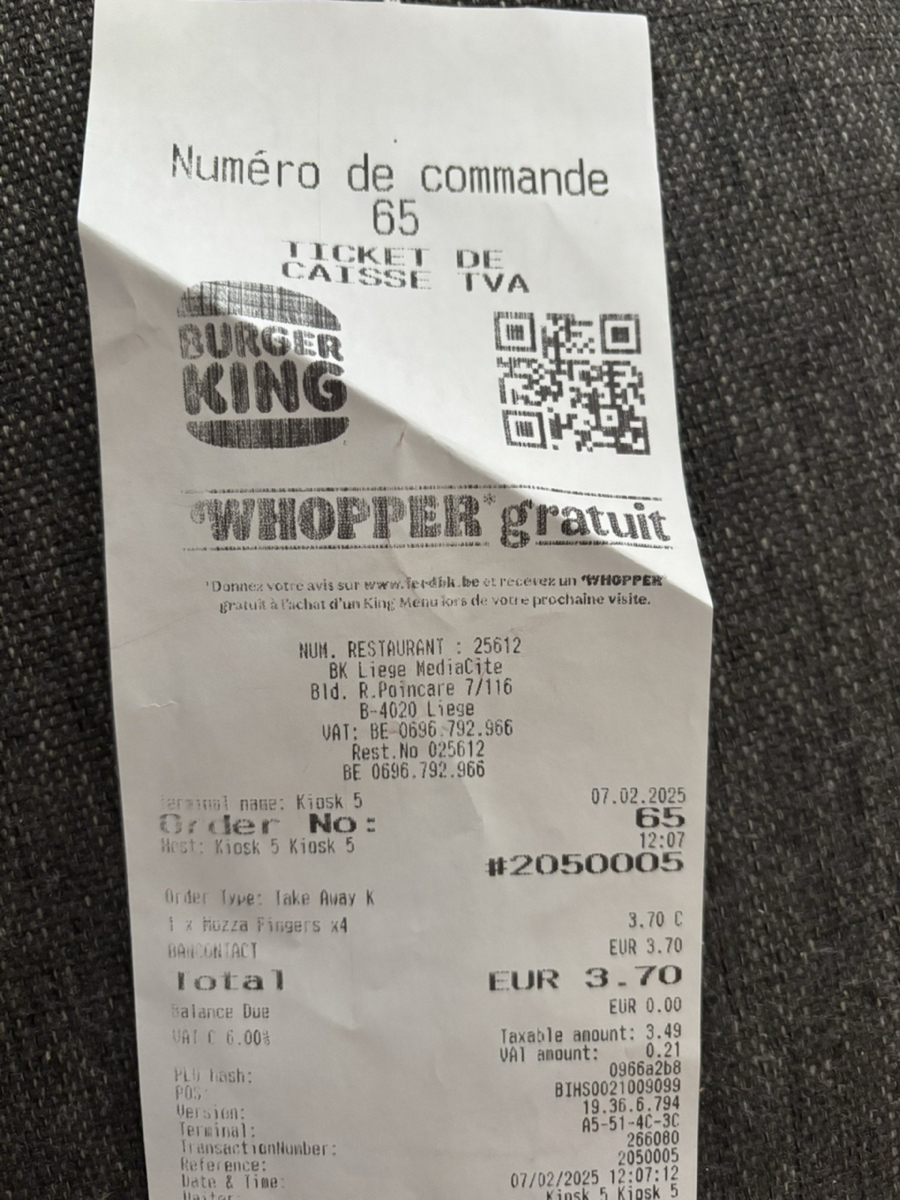 Numéro de commande
65
TICKET DE
CAISSE TVA
BURGER
KING
WHOPPER* gratuit
*Donnez votre avis sur www.feedbk.be et recevez un WHOPPER
gratuit à l'achat d'un King Menu lors de votre prochaine visite.
NUM. RESTAURANT : 25612
BK Liege MediaCite
Bld. R.Poincare 7/116
B-4020 Liege
VAT: BE 0696.792.966
Rest.No 025612
BE 0696.792.966
Terminal name: Kiosk 5 07.02.2025
Order No: 65
Host: Kiosk 5 Kiosk 5 12:07
#2050005
Order Type: Take Away K
1 x Mozza Fingers x4 3.70 C
BANCONTACT EUR 3.70
Total EUR 3.70
Balance Due EUR 0.00
VAT C 6.00% Taxable amount: 3.49
VAT amount: 0.21
PLU hash: 0966a2b8
POS: BIHS0021009099
Version: 19.36.6.794
Terminal: A5-51-4C-3C
TransactionNumber: 266080
Reference: 2050005
Date & Time: 07/02/2025 12:07:12
Waiter: Kiosk 5 Kiosk 5